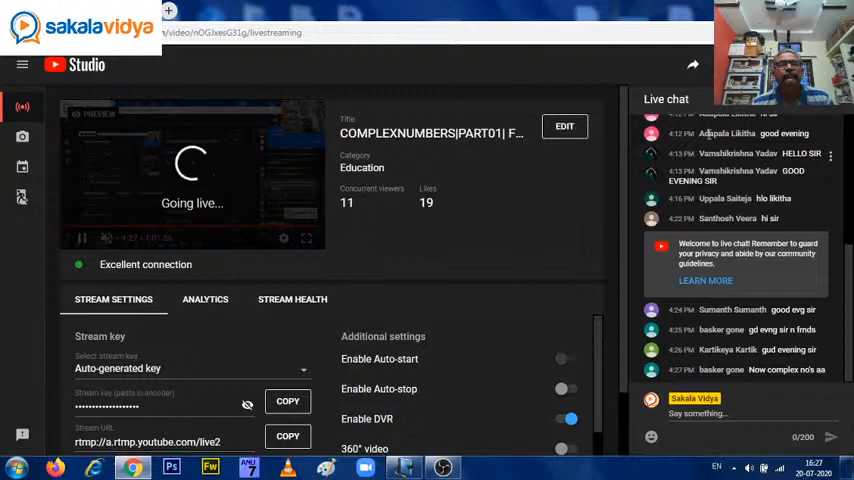 sakalavidya
n/video/nOGJxesG31g/livestreaming
Studio
PREVIEW
Going live...
Title
COMPLEXNUMBERS|PART01| F...
EDIT
Category
Education
Concurrent viewers
Likes
11
19
Excellent connection
STREAM SETTINGS
ANALYTICS
STREAM HEALTH
Stream key
Select stream key
Auto-generated key
Stream key (paste in encoder)
COPY
Stream URL
rtmp://a.rtmp.youtube.com/live2
COPY
Additional settings
Enable Auto-start
Enable Auto-stop
Enable DVR
360° video
Live chat
4:12 PM Adupala Likitha good evening
4:13 PM Vamshikrishna Yadav HELLO SIR
4:13 PM Vamshikrishna Yadav GOOD
EVENING SIR
4:16 PM Uppala Saiteja hlo likitha
4:22 PM Santhosh Veera hi sir
Welcome to live chat! Remember to guard
your privacy and abide by our community
guidelines.
LEARN MORE
4:24 PM Sumanth Sumanth good evg sir
4:25 PM basker gone gd evng sir n frnds
4:26 PM Kartikeya Kartik gud evening sir
4:27 PM basker gone Now complex no's aa
Sakala Vidya
Say something...
0/200
Ps
Fw
7
EN
16:27
20-07-2020